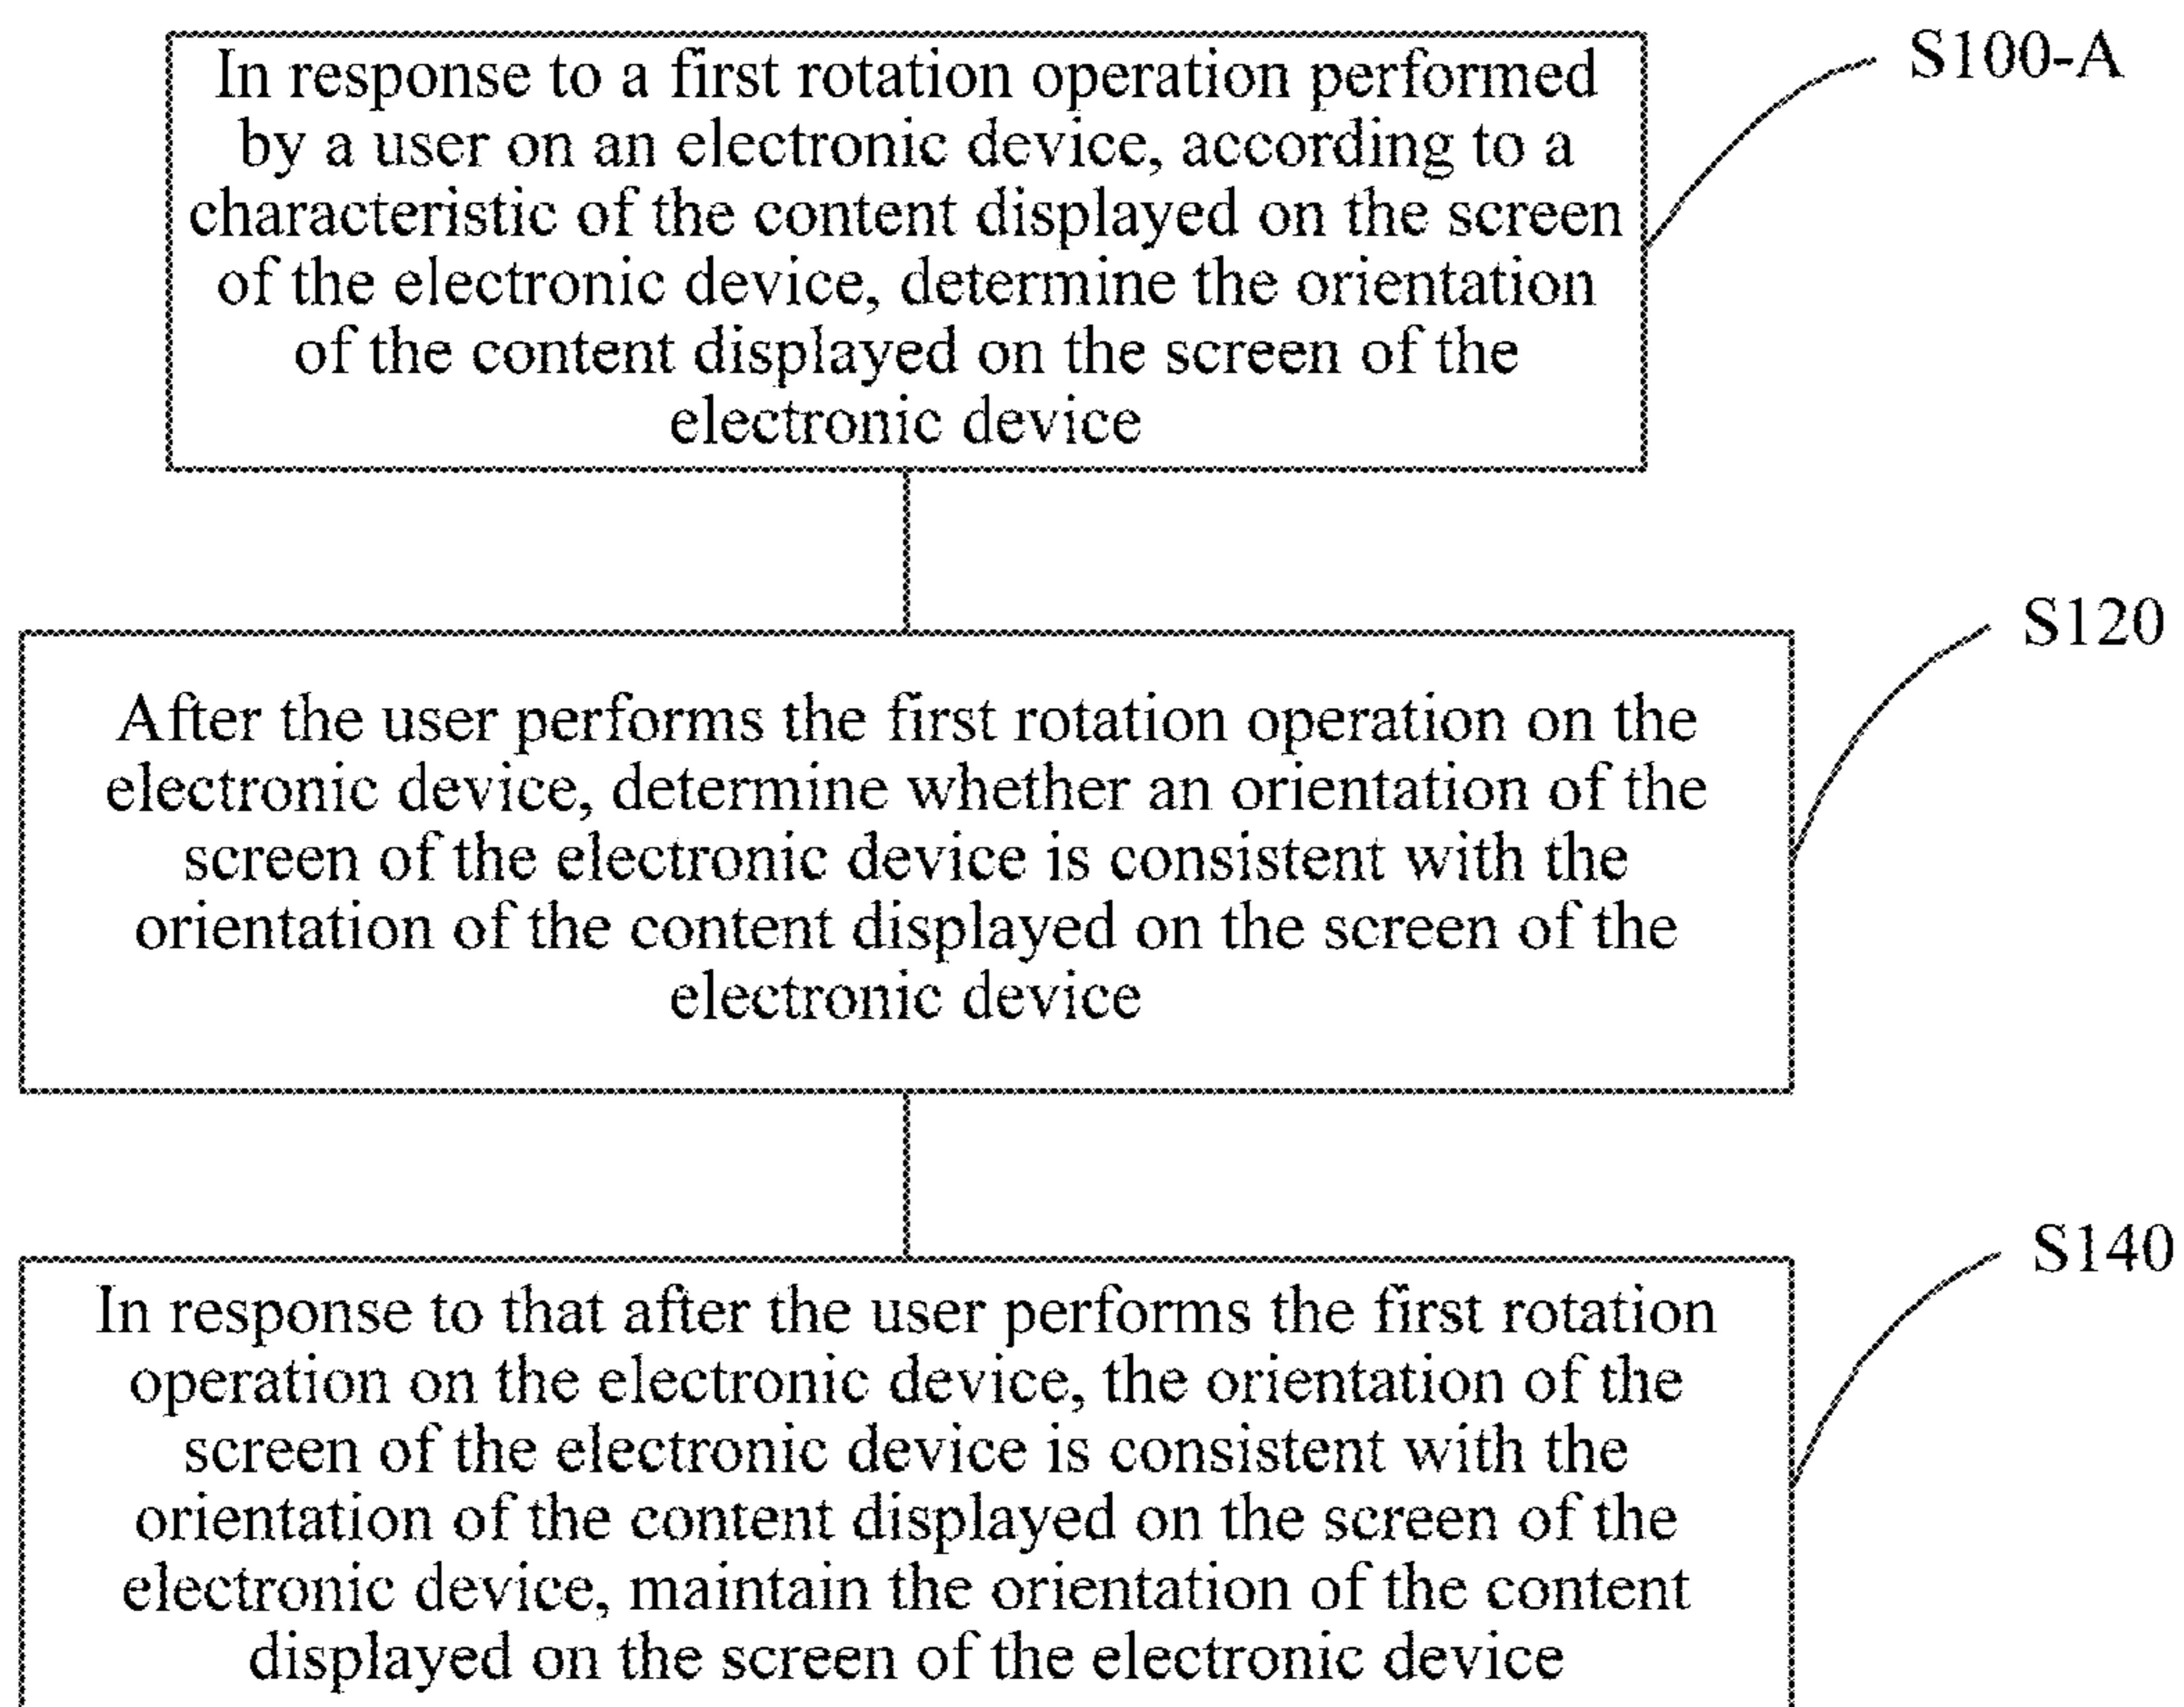 In response to a first rotation operation performed
by a user on an electronic device, according to a
characteristic of the content displayed on the screen
of the electronic device, determine the orientation
of the content displayed on the screen of the
electronic device
S100-A
After the user performs the first rotation operation on the
electronic device, determine whether an orientation of the
screen of the electronic device is consistent with the
orientation of the content displayed on the screen of the
electronic device
S120
In response to that after the user performs the first rotation
operation on the electronic device, the orientation of the
screen of the electronic device is consistent with the
orientation of the content displayed on the screen of the
electronic device, maintain the orientation of the content
displayed on the screen of the electronic device
S140